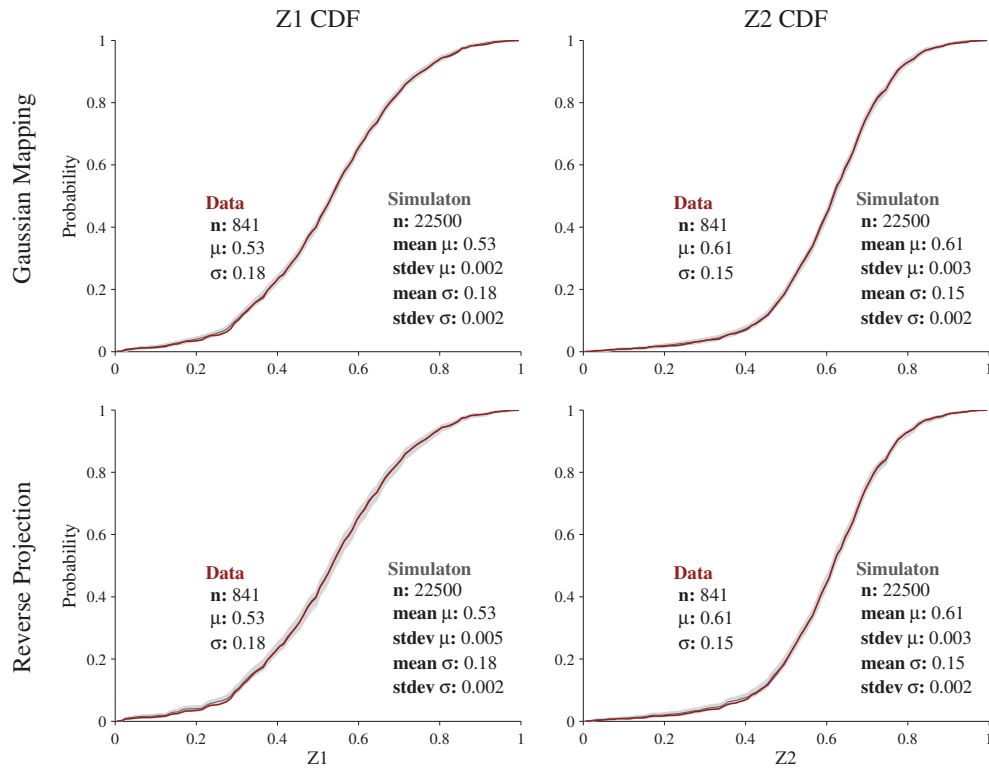 Z1 CDF
Z2 CDF
Gaussian Mapping
Probability
1
0.8
0.6
0.4
0.2
0
0
0.2
0.4
0.6
0.8
1
Data
n: 841
μ: 0.53
σ: 0.18
Simulaton
n: 22500
mean μ: 0.53
stdev μ: 0.002
mean σ: 0.18
stdev σ: 0.002
1
0.8
0.6
0.4
0.2
0
0
0.2
0.4
0.6
0.8
1
Data
n: 841
μ: 0.61
σ: 0.15
Simulaton
n: 22500
mean μ: 0.61
stdev μ: 0.003
mean σ: 0.15
stdev σ: 0.002
Reverse Projection
Probability
1
0.8
0.6
0.4
0.2
0
0
0.2
0.4
0.6
0.8
1
Z1
Data
n: 841
μ: 0.53
σ: 0.18
Simulaton
n: 22500
mean μ: 0.53
stdev μ: 0.005
mean σ: 0.18
stdev σ: 0.002
1
0.8
0.6
0.4
0.2
0
0
0.2
0.4
0.6
0.8
1
Z2
Data
n: 841
μ: 0.61
σ: 0.15
Simulaton
n: 22500
mean μ: 0.61
stdev μ: 0.003
mean σ: 0.15
stdev σ: 0.002